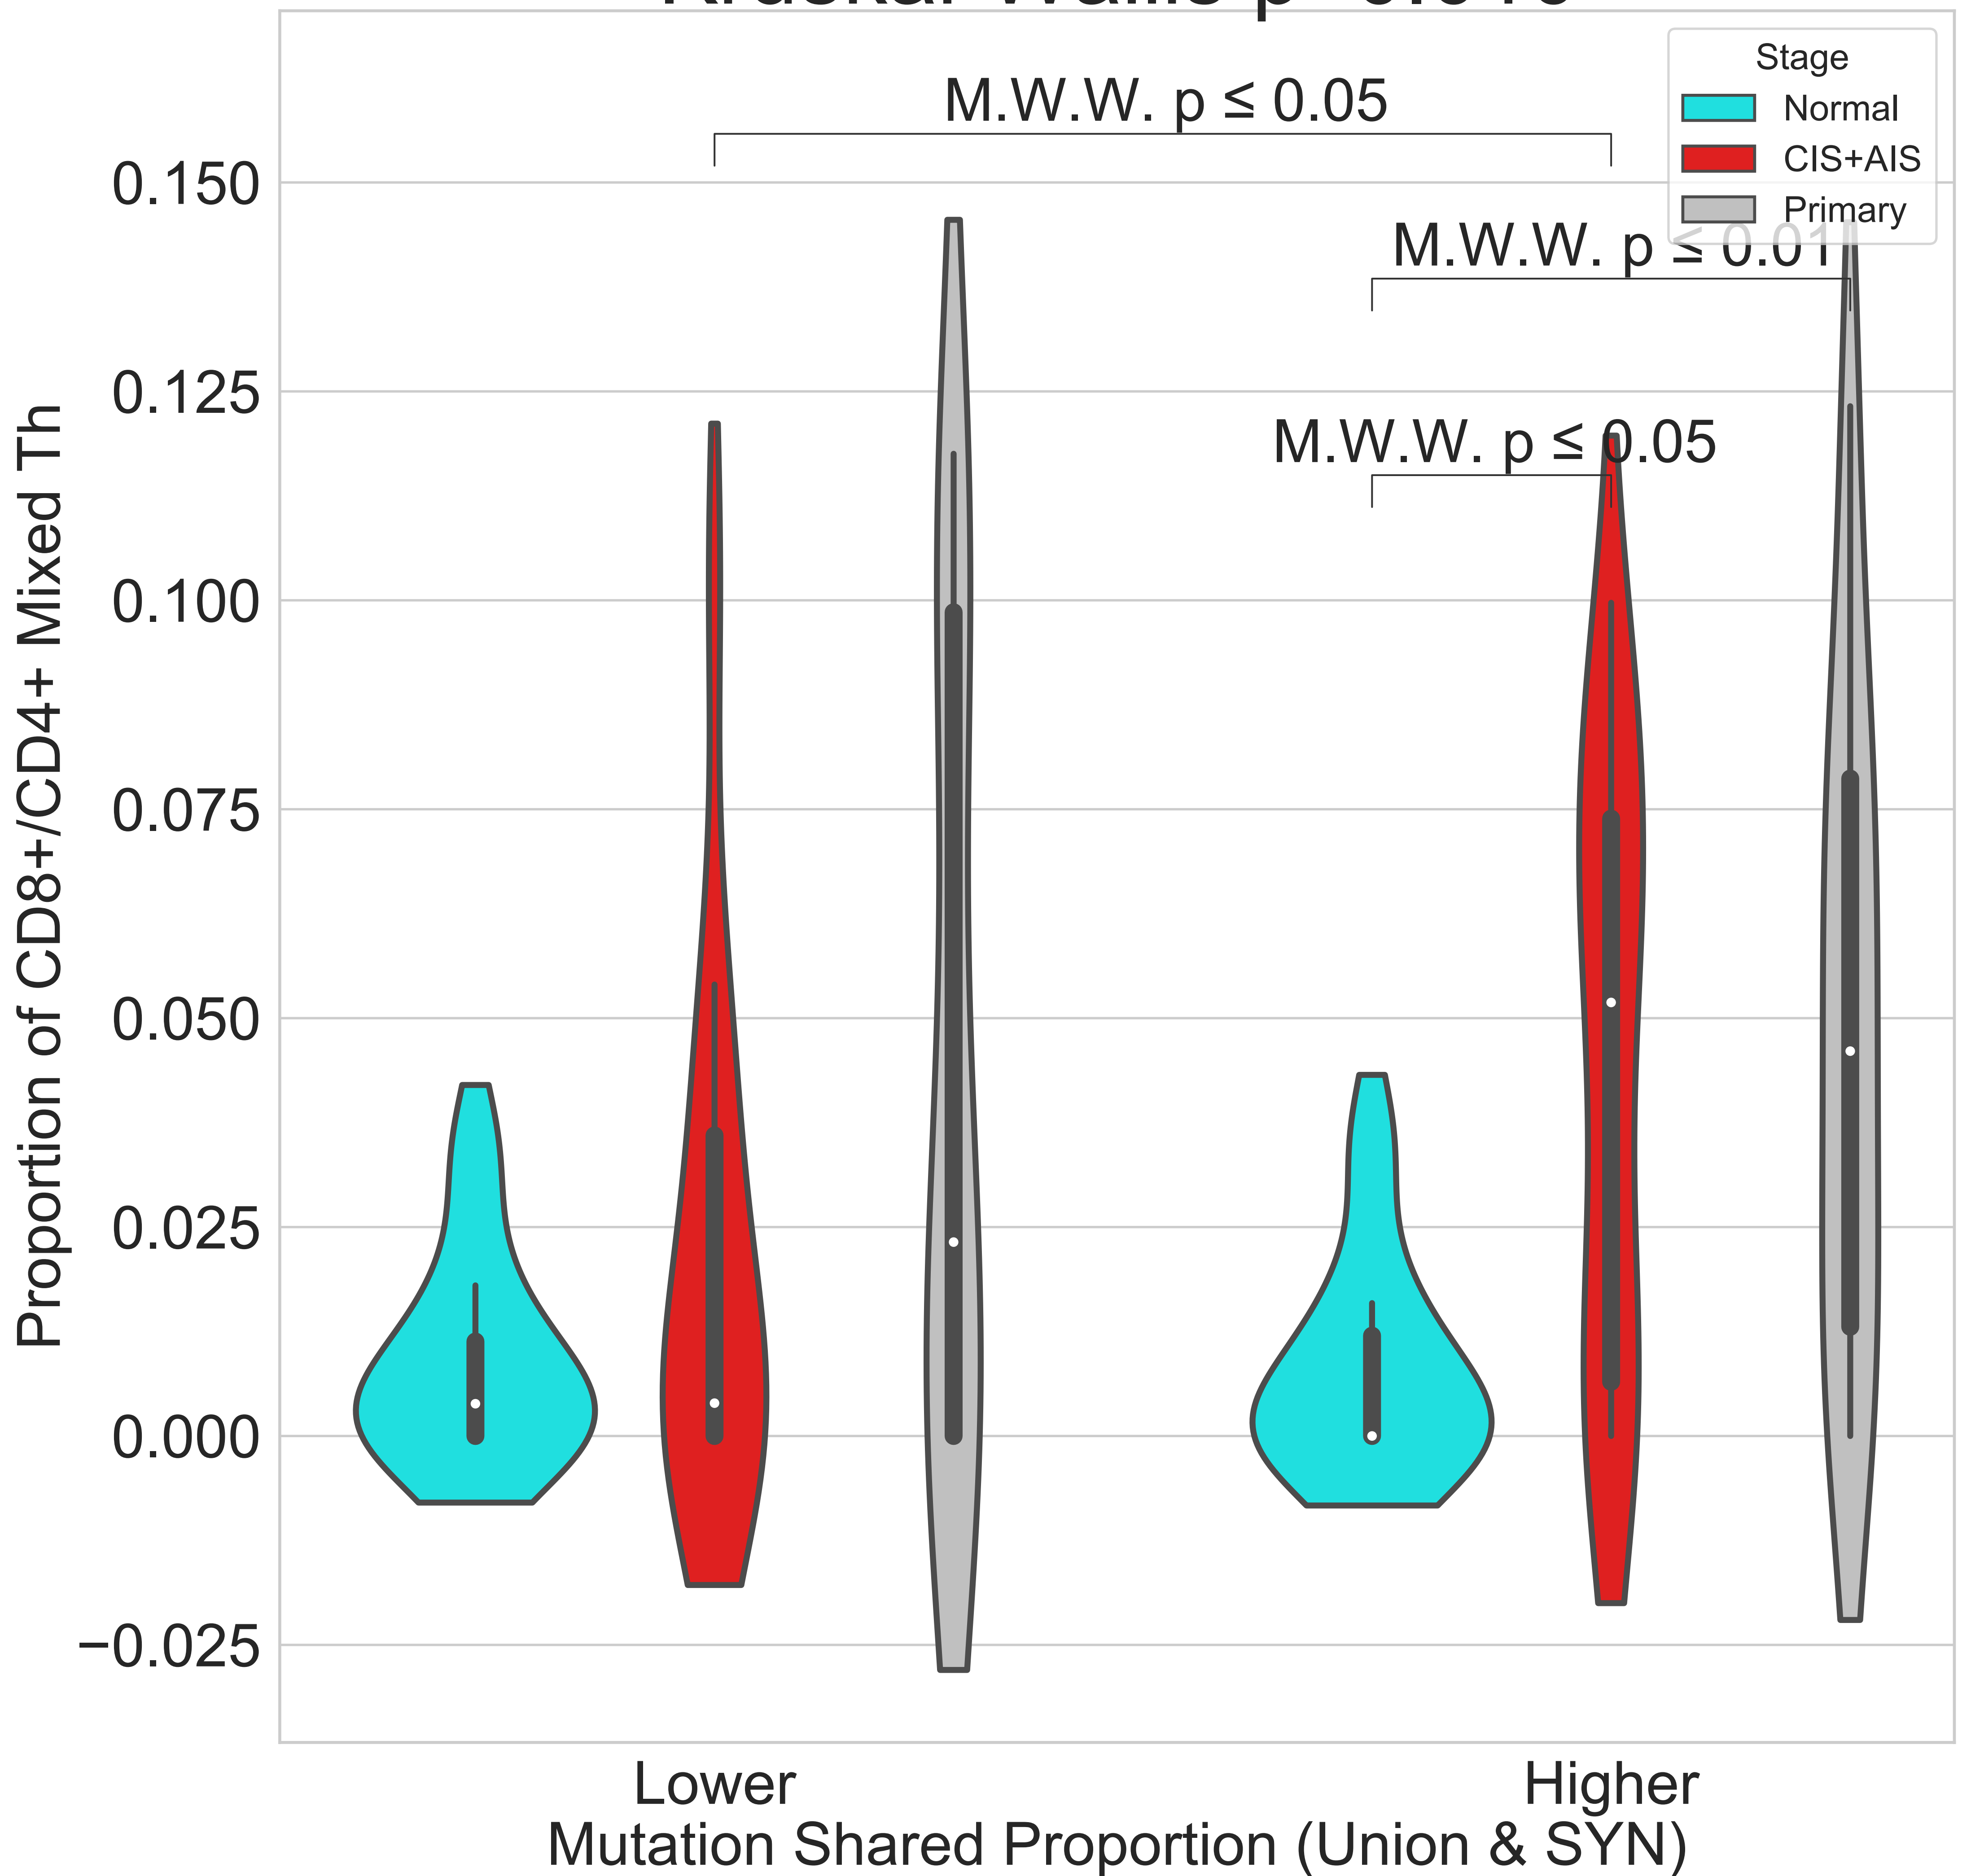 M.W.W. p ≤ 0.05
Stage
Normal
CIS+AIS
Primary
M.W.W. p ≤ 0.01
M.W.W. p ≤ 0.05
0.150
0.125
0.100
0.075
0.050
0.025
0.000
−0.025
Proportion of CD8+/CD4+ Mixed Th
Lower
Higher
Mutation Shared Proportion (Union & SYN)